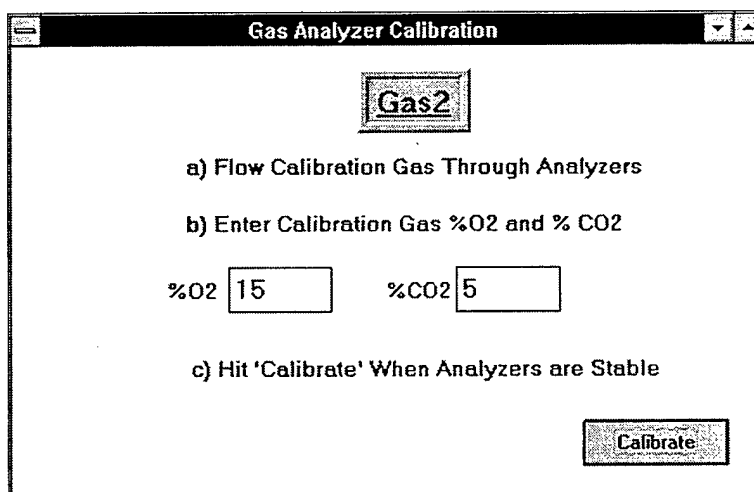 Gas Analyzer Calibration
Gas2
a) Flow Calibration Gas Through Analyzers
b) Enter Calibration Gas %O2 and % CO2
%O2 15 %CO2 5
c) Hit 'Calibrate' When Analyzers are Stable
Calibrate